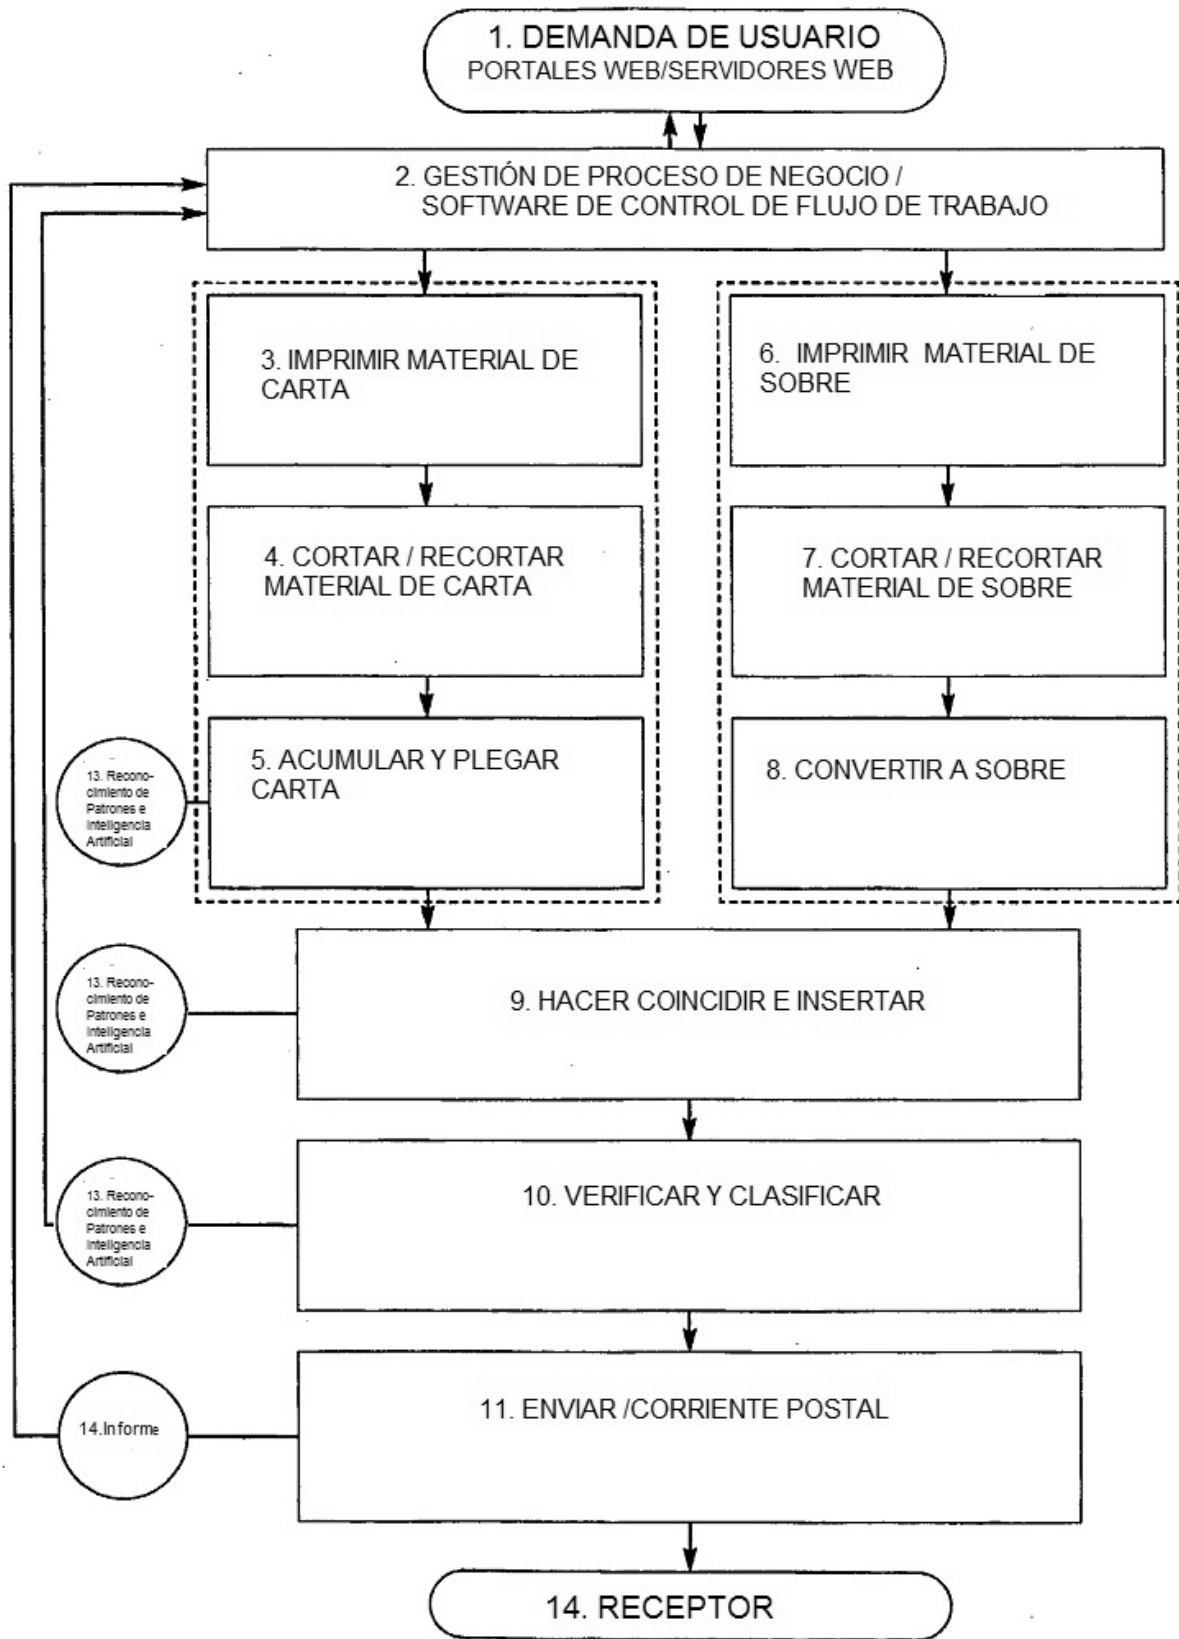 1. DEMANDA DE USUARIO
PORTALES WEB/SERVIDORES WEB
2. GESTIÓN DE PROCESO DE NEGOCIO /
SOFTWARE DE CONTROL DE FLUJO DE TRABAJO
3. IMPRIMIR MATERIAL DE
CARTA
6. IMPRIMIR MATERIAL DE
SOBRE
4. CORTAR / RECORTAR
MATERIAL DE CARTA
7. CORTAR / RECORTAR
MATERIAL DE SOBRE
13. Recono-
cimiento de
Patrones e
Inteligencia
Artificial
5. ACUMULAR Y PLEGAR
CARTA
8. CONVERTIR A SOBRE
13. Recono-
cimiento de
Patrones e
Inteligencia
Artificial
9. HACER COINCIDIR E INSERTAR
13. Recono-
cimiento de
Patrones e
Inteligencia
Artificial
10. VERIFICAR Y CLASIFICAR
14.Informe
11. ENVIAR /CORRIENTE POSTAL
14. RECEPTOR